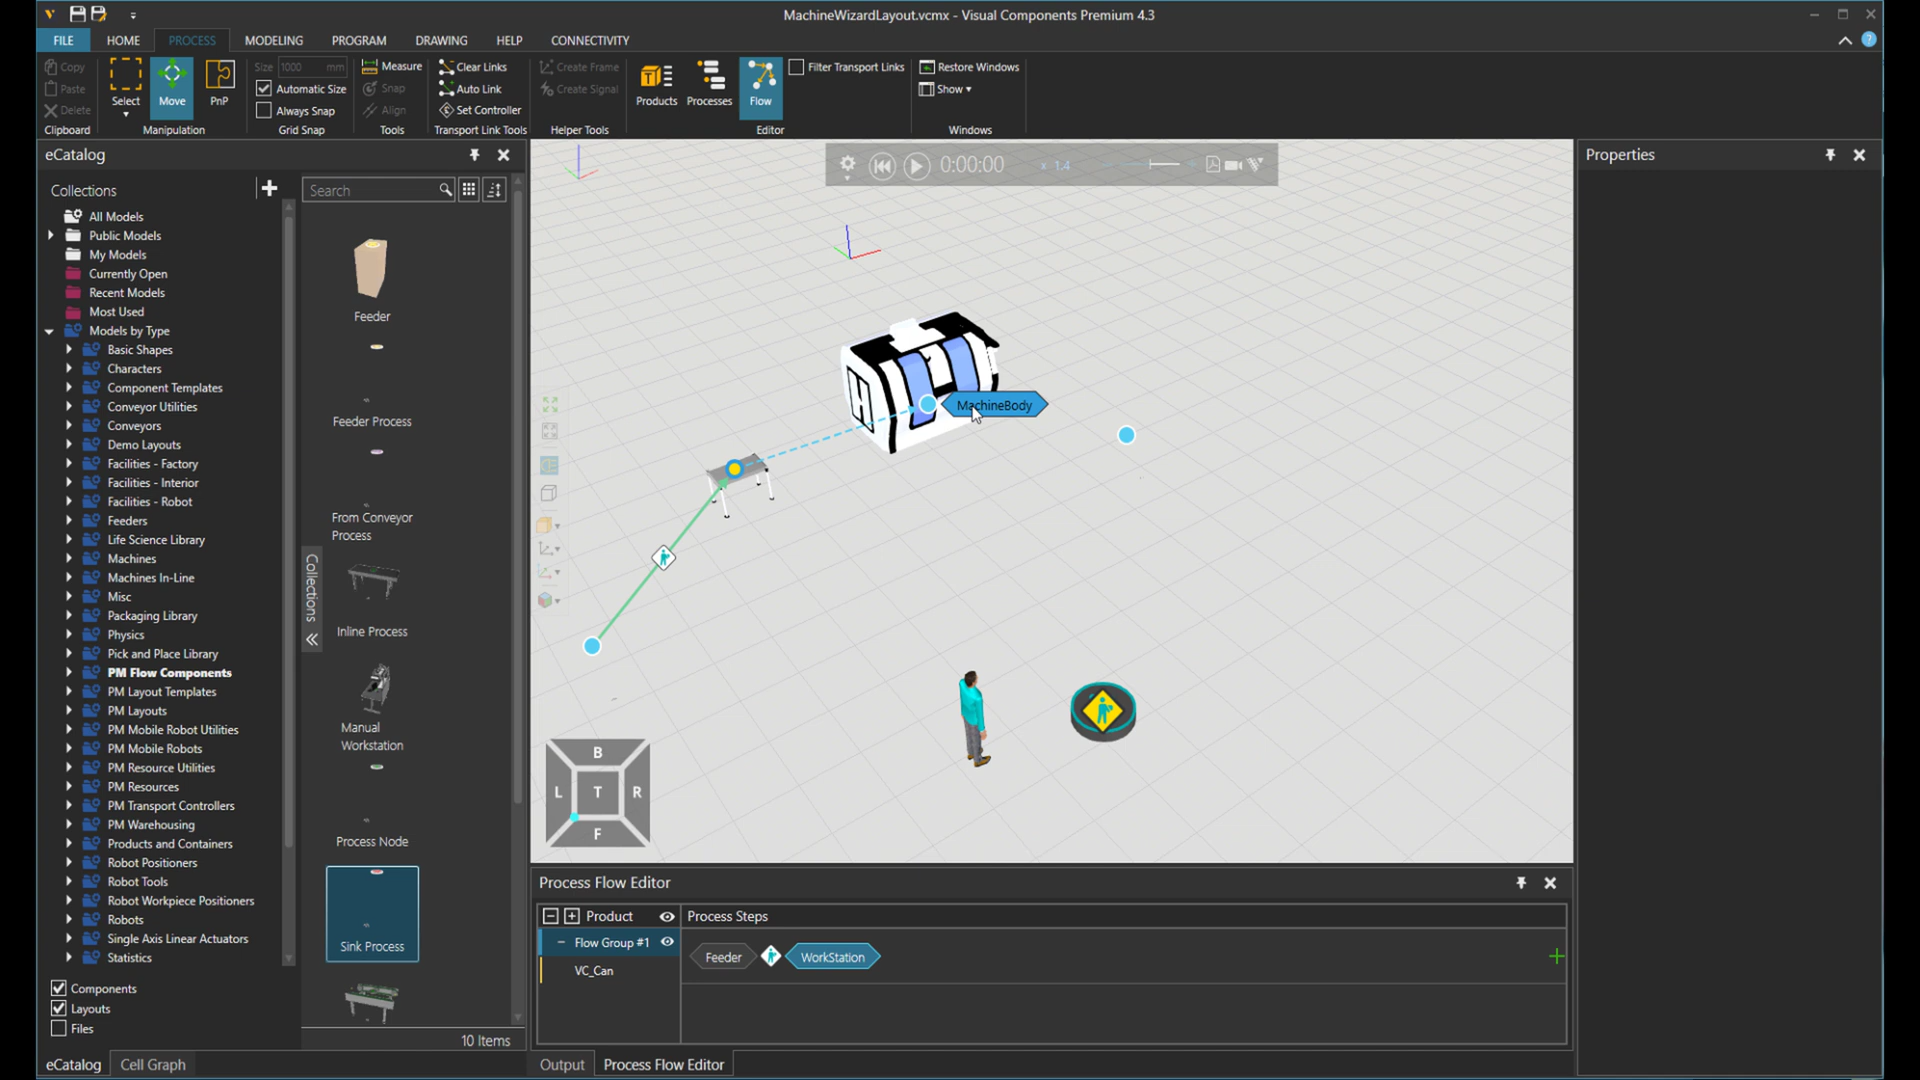 MachineWizardLayout.vcmx - Visual Components Premium 4.3
FILE HOME PROCESS MODELING PROGRAM DRAWING HELP CONNECTIVITY
Copy
Paste
Delete
Clipboard
Select
Move
PnP
Manipulation
Size 1000 mm
Automatic Size
Always Snap
Grid Snap
Measure
Snap
Align
Tools
Clear Links
Auto Link
Set Controller
Transport Link Tools
Create Frame
Create Signal
Helper Tools
Products
Processes
Flow
Filter Transport Links
Editor
Restore Windows
Show
Windows
eCatalog
Collections
All Models
Public Models
My Models
Currently Open
Recent Models
Most Used
Models by Type
Basic Shapes
Characters
Component Templates
Conveyor Utilities
Conveyors
Demo Layouts
Facilities - Factory
Facilities - Interior
Facilities - Robot
Feeders
Life Science Library
Machines
Machines In-Line
Misc
Packaging Library
Physics
Pick and Place Library
PM Flow Components
PM Layout Templates
PM Layouts
PM Mobile Robot Utilities
PM Mobile Robots
PM Resource Utilities
PM Resources
PM Transport Controllers
PM Warehousing
Products and Containers
Robot Positioners
Robot Tools
Robot Workpiece Positioners
Robots
Single Axis Linear Actuators
Statistics
Components
Layouts
Files
eCatalog Cell Graph
Search
Feeder
Feeder Process
From Conveyor
Process
Inline Process
Manual
Workstation
Process Node
Sink Process
10 Items
Collections
0:00:00 x 1.4
MachineBody
B
L T R
F
Properties
Process Flow Editor
Product
Process Steps
Flow Group #1
VC_Can
Feeder
WorkStation
Output Process Flow Editor